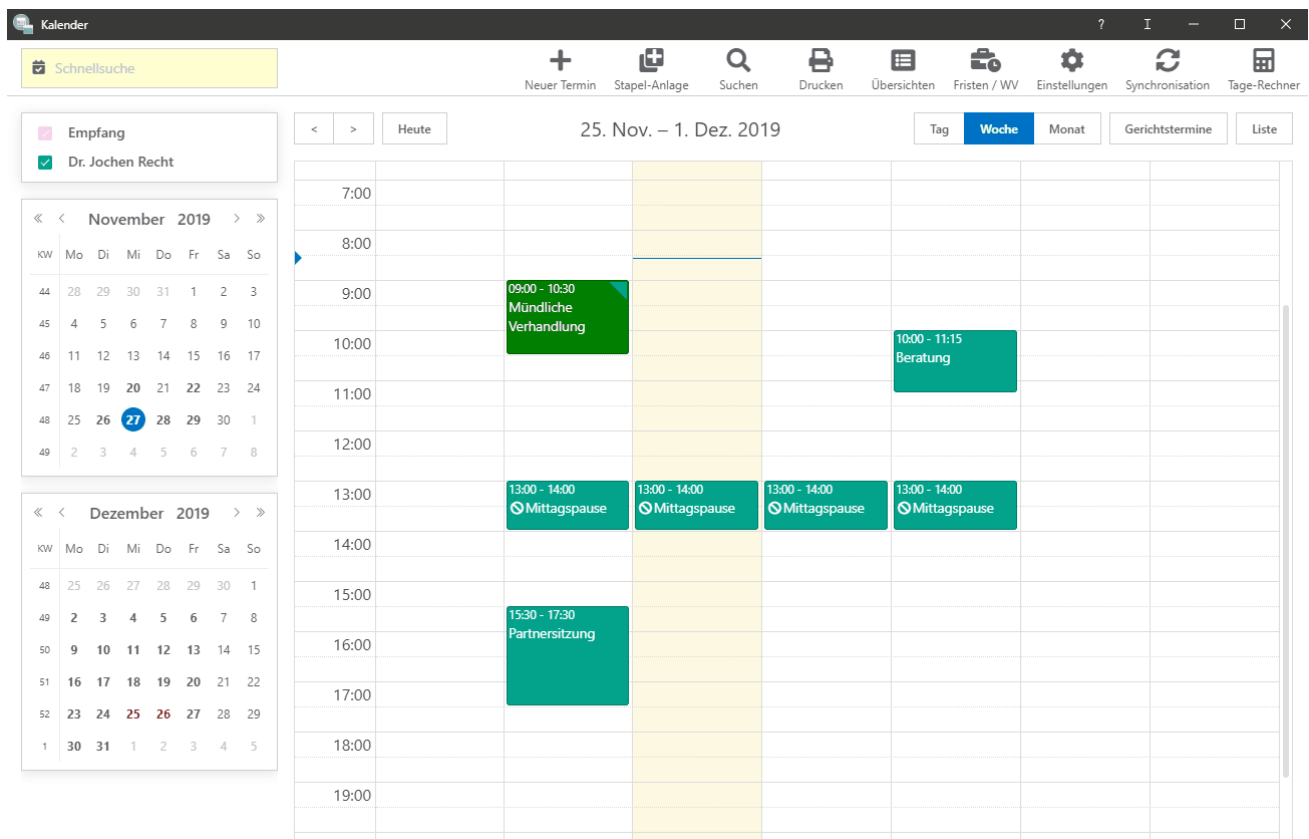 Kalender
?
Schnellsuche
Neuer Termin Stapel-Anlage Suchen Drucken Übersichten Fristen / WV Einstellungen Synchronisation Tage-Rechner
Empfang
Dr. Jochen Recht
« < November 2019 > »
KW Mo Di Mi Do Fr Sa So
44 28 29 30 31 1 2 3
45 4 5 6 7 8 9 10
46 11 12 13 14 15 16 17
47 18 19 20 21 22 23 24
48 25 26 27 28 29 30 1
49 2 3 4 5 6 7 8
« < Dezember 2019 > »
KW Mo Di Mi Do Fr Sa So
48 25 26 27 28 29 30 1
49 2 3 4 5 6 7 8
50 9 10 11 12 13 14 15
51 16 17 18 19 20 21 22
52 23 24 25 26 27 28 29
1 30 31 1 2 3 4 5
< > Heute 25. Nov. – 1. Dez. 2019 Tag Woche Monat Gerichtstermine Liste
7:00
8:00
9:00
09:00 - 10:30
Mündliche
Verhandlung
10:00
10:00 - 11:15
Beratung
11:00
12:00
13:00
13:00 - 14:00 13:00 - 14:00 13:00 - 14:00 13:00 - 14:00
Mittagspause Mittagspause Mittagspause Mittagspause
14:00
15:00
15:30 - 17:30
Partnersitzung
16:00
17:00
18:00
19:00